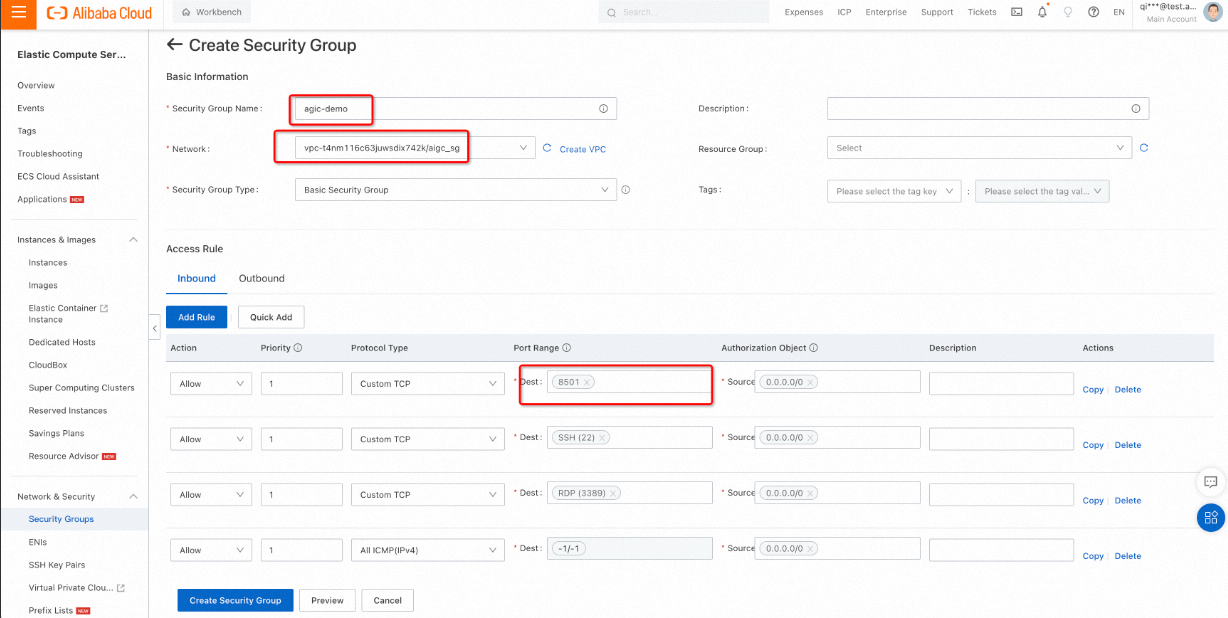 Alibaba Cloud
Workbench
Search...
Expenses ICP Enterprise Support Tickets EN
qi***@test.a...
Main Account
Elastic Compute Ser...
Overview
Events
Tags
Troubleshooting
ECS Cloud Assistant
Applications NEW
Instances & Images
Instances
Images
Elastic Container
Instance
Dedicated Hosts
CloudBox
Super Computing Clusters
Reserved Instances
Savings Plans
Resource Advisor NEW
Network & Security
Security Groups
ENIs
SSH Key Pairs
Virtual Private Clou...
Prefix Lists NEW
Create Security Group
Basic Information
* Security Group Name : agic-demo
Description :
* Network : vpc-t4nm116c63juwsdix742k/aigc_sg Create VPC
Resource Group : Select
* Security Group Type : Basic Security Group
Tags : Please select the tag key : Please select the tag val...
Access Rule
Inbound Outbound
Add Rule Quick Add
Action Priority Protocol Type Port Range Authorization Object Description Actions
Allow 1 Custom TCP * Dest : 8501 * Source 0.0.0.0/0 Copy Delete
Allow 1 Custom TCP * Dest : SSH (22) * Source 0.0.0.0/0 Copy Delete
Allow 1 Custom TCP * Dest : RDP (3389) * Source 0.0.0.0/0 Copy Delete
Allow 1 All ICMP(IPv4) * Dest : -1/-1 * Source 0.0.0.0/0 Copy Delete
Create Security Group Preview Cancel